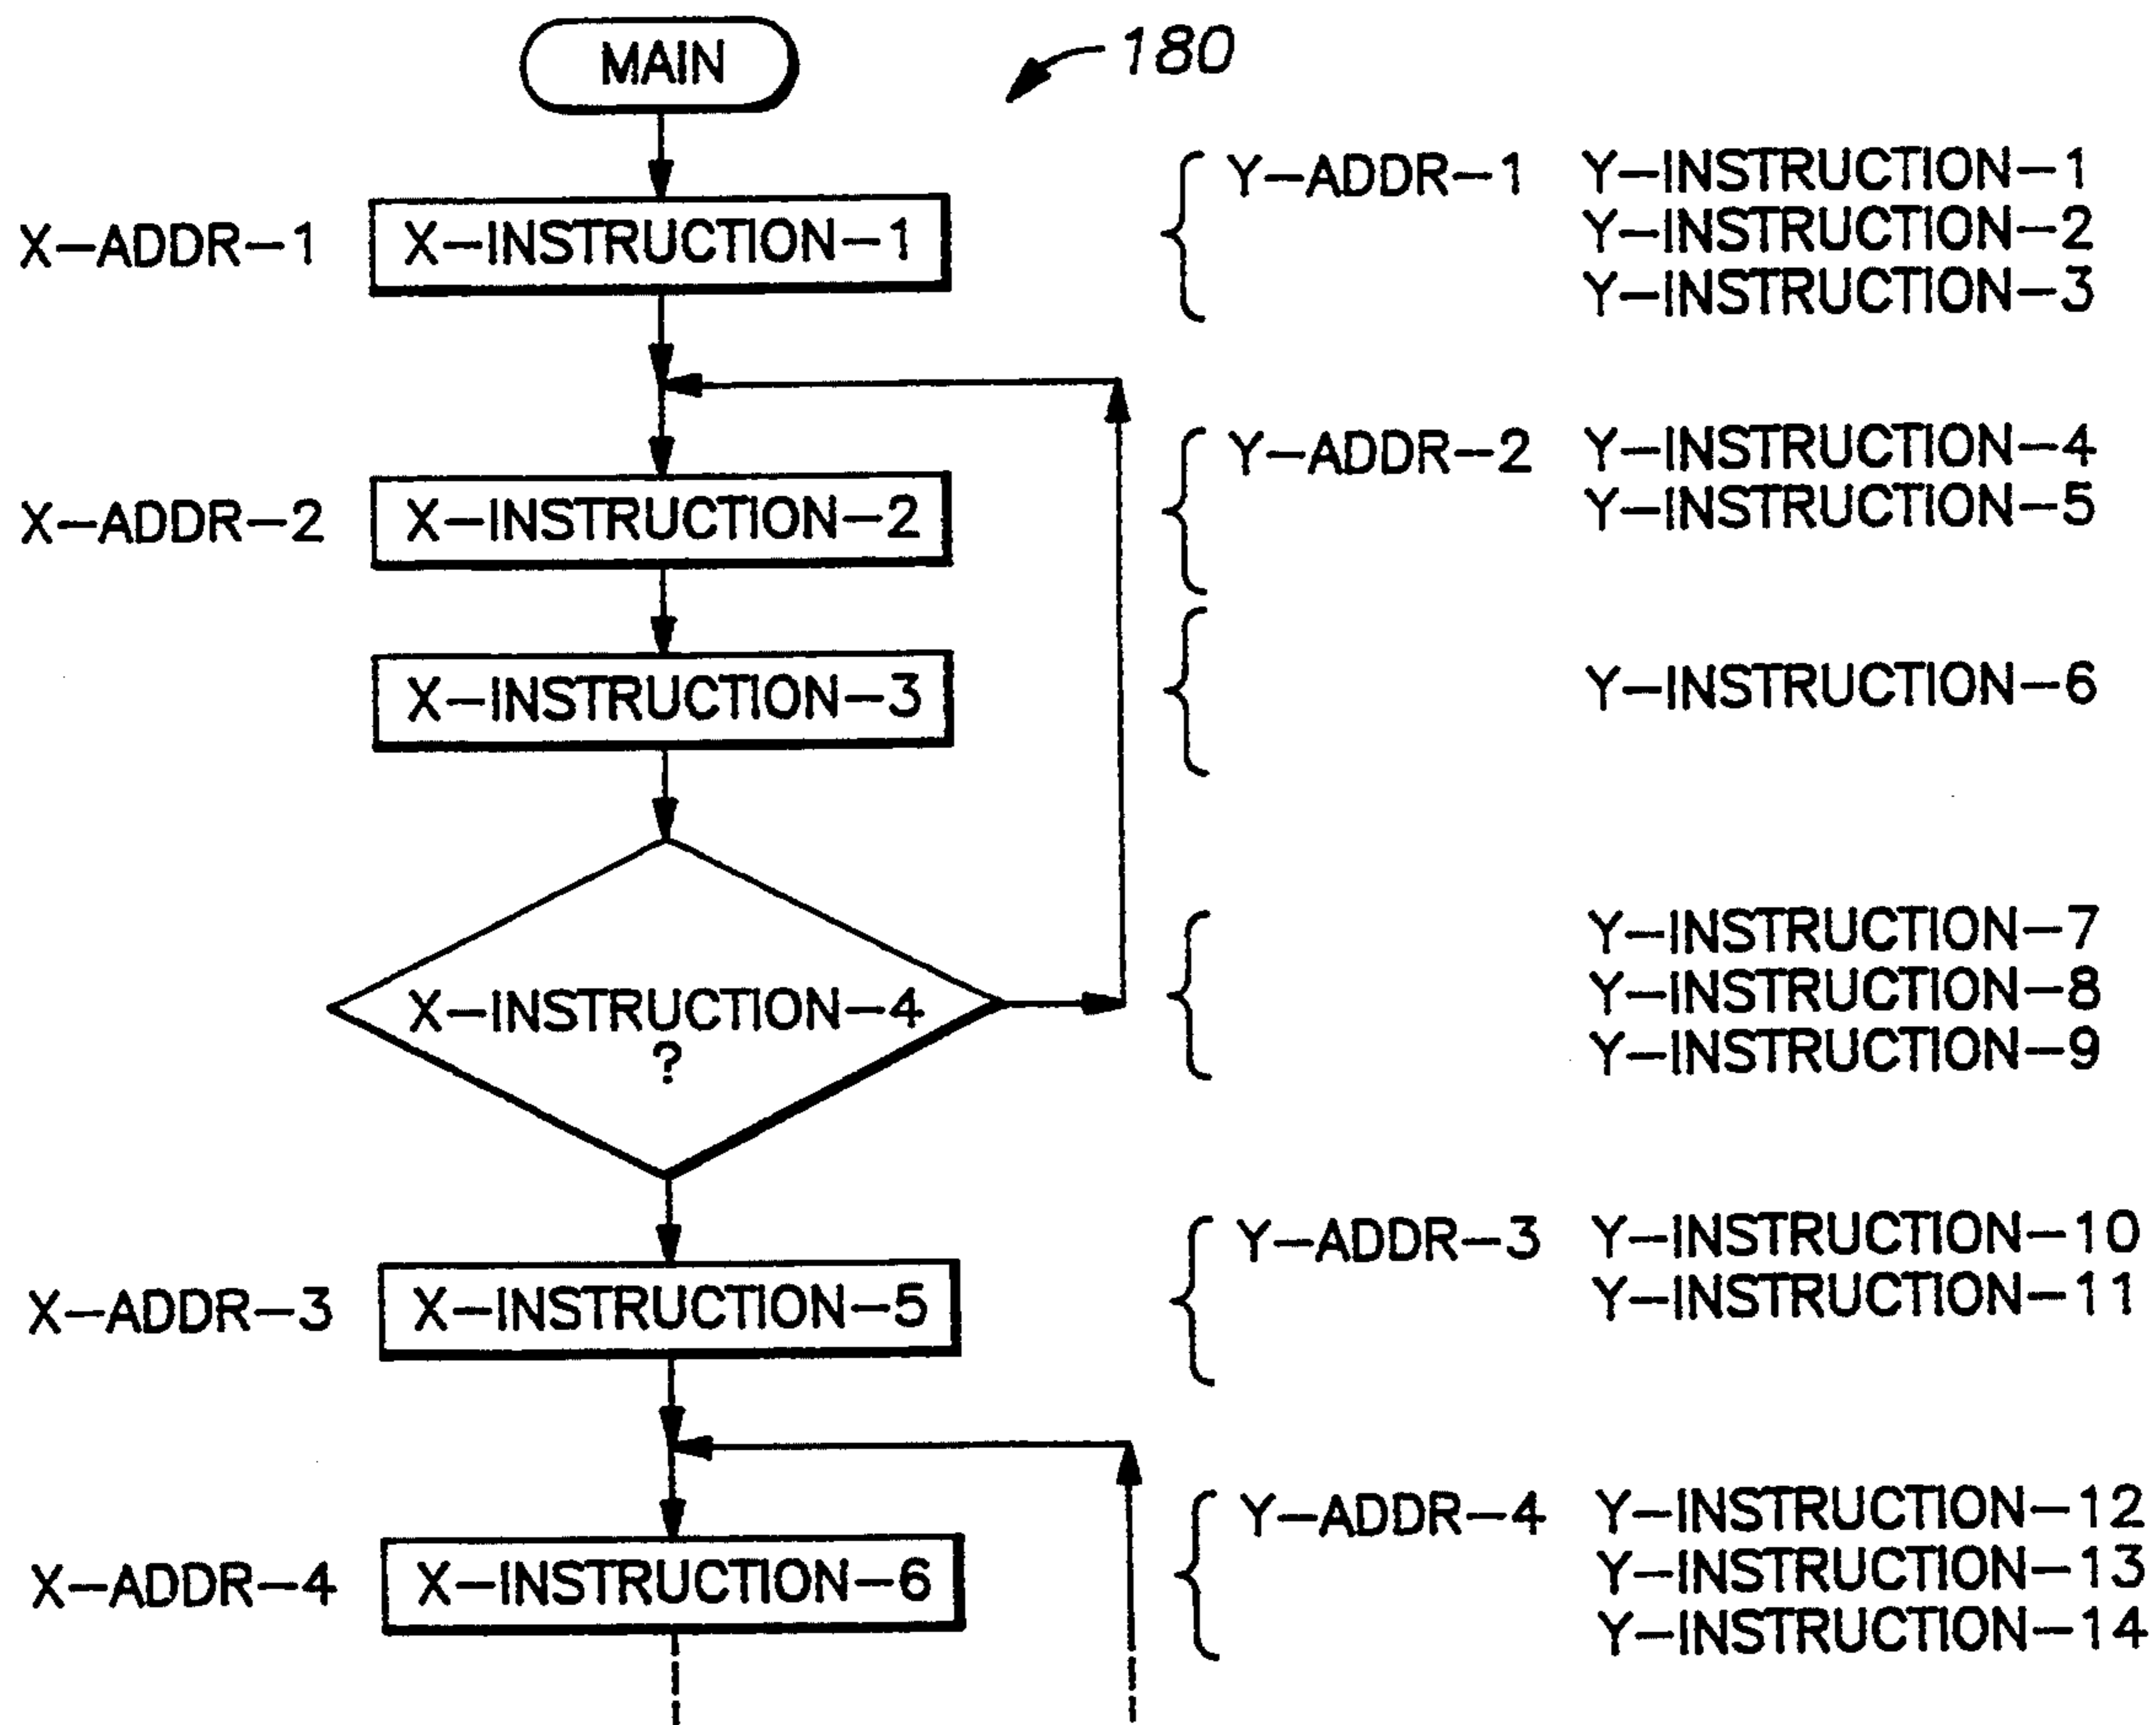 MAIN
180
X-ADDR-1
X-INSTRUCTION-1
Y-ADDR-1 Y-INSTRUCTION-1
Y-INSTRUCTION-2
Y-INSTRUCTION-3
X-ADDR-2
X-INSTRUCTION-2
Y-ADDR-2 Y-INSTRUCTION-4
Y-INSTRUCTION-5
X-INSTRUCTION-3
Y-INSTRUCTION-6
X-INSTRUCTION-4
?
Y-INSTRUCTION-7
Y-INSTRUCTION-8
Y-INSTRUCTION-9
X-ADDR-3
X-INSTRUCTION-5
Y-ADDR-3 Y-INSTRUCTION-10
Y-INSTRUCTION-11
X-ADDR-4
X-INSTRUCTION-6
Y-ADDR-4 Y-INSTRUCTION-12
Y-INSTRUCTION-13
Y-INSTRUCTION-14